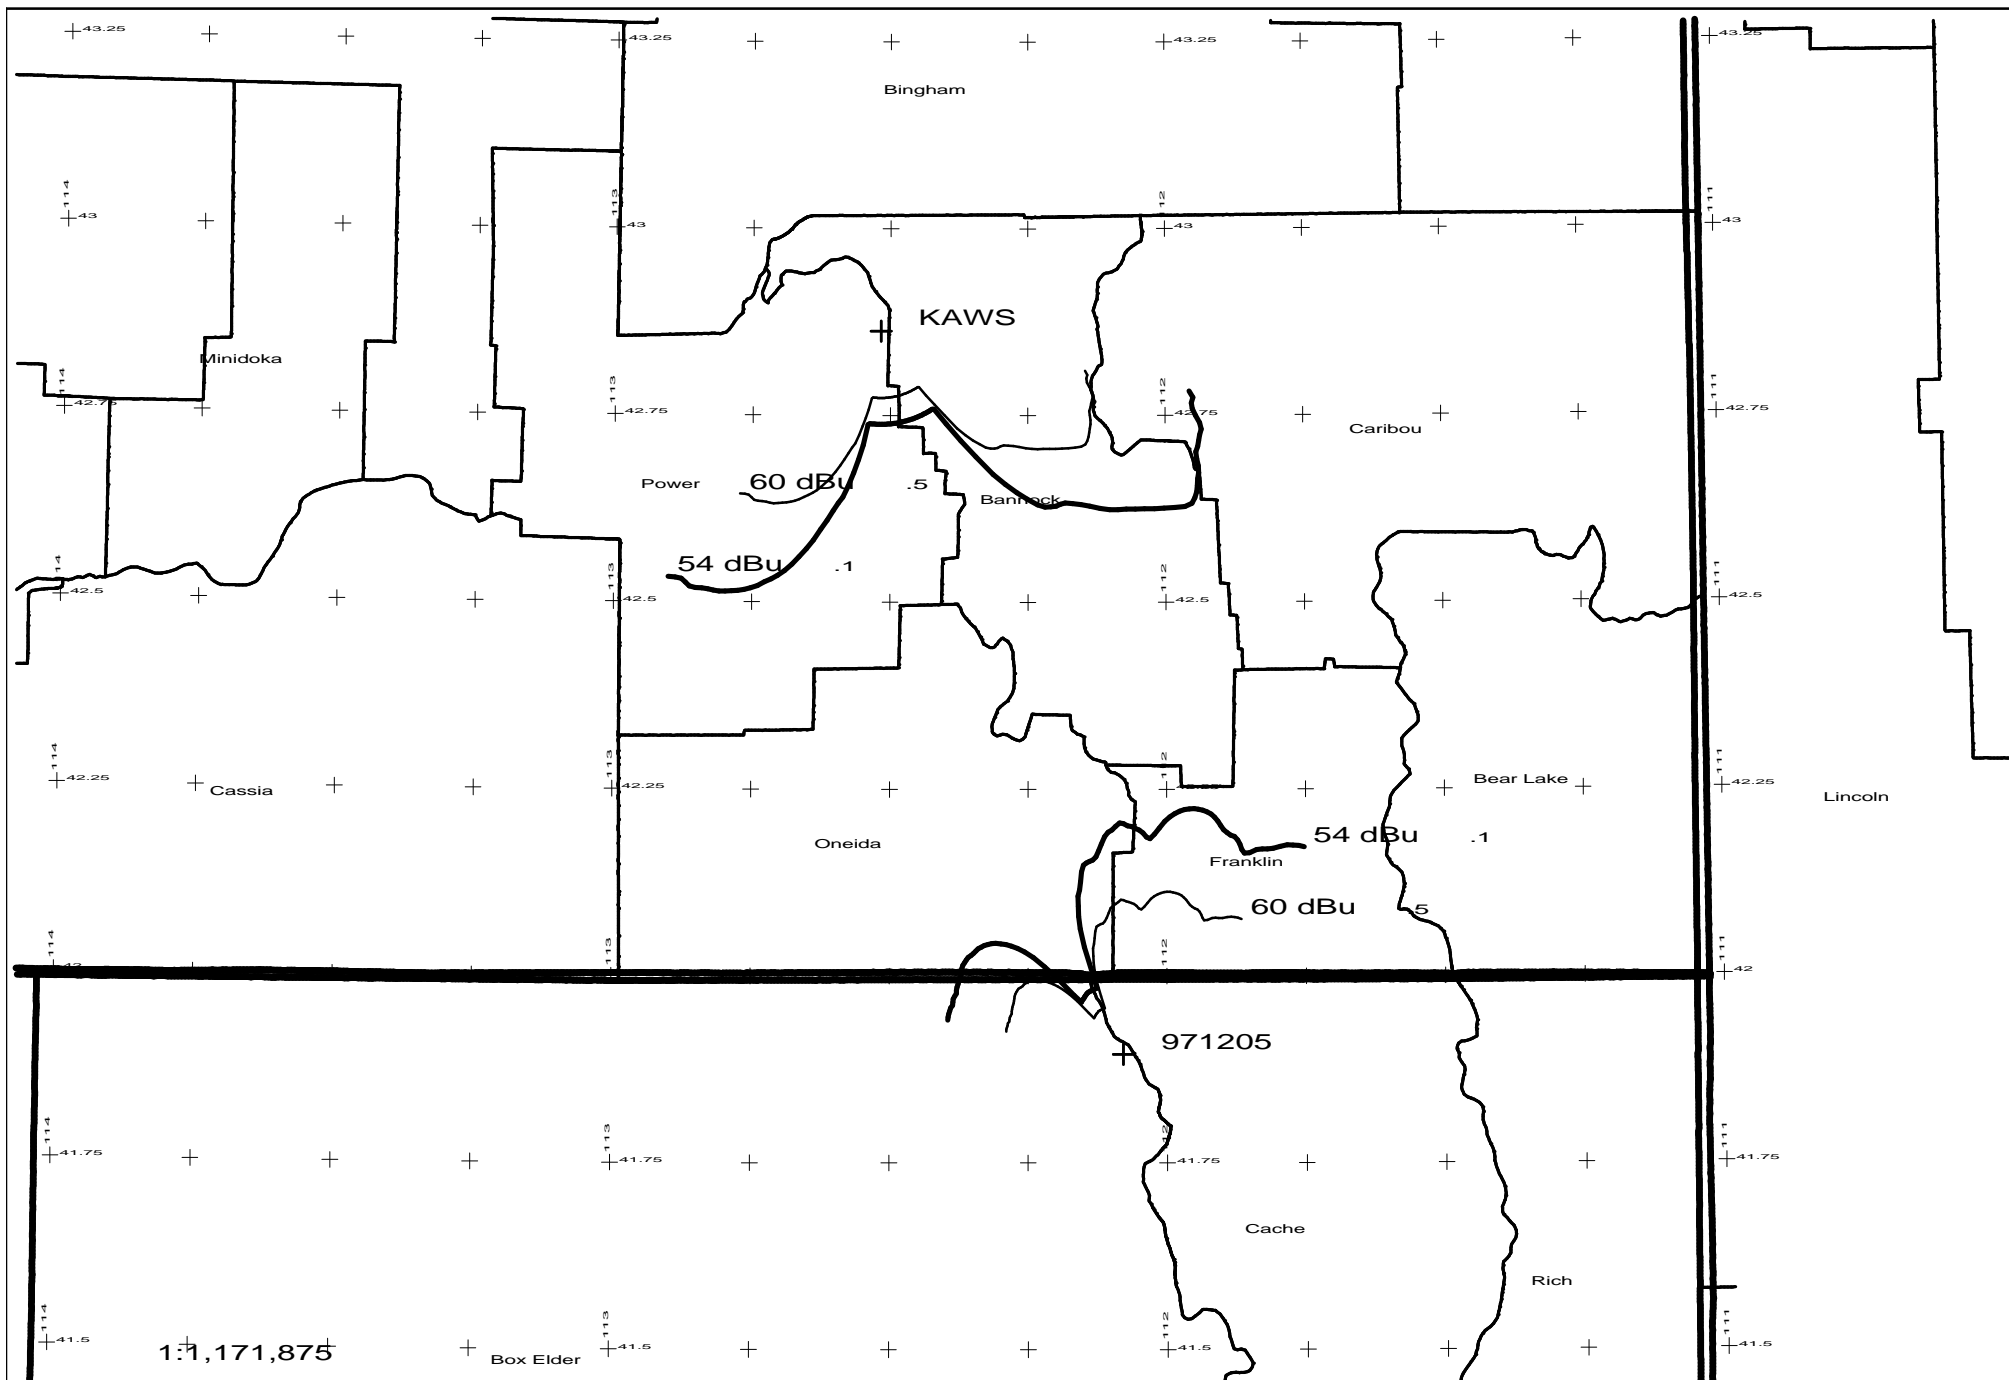 43.25 43.25 43.25 43.25
Bingham
114 113 112 111
43 43 43 43
KAWS
Minidoka
114 113 112 111
42.75 42.75 42.75 42.75
Caribou
Power 60 dBu .5 Bannock
54 dBu .1
114 113 112 111
42.5 42.5 42.5 42.5
114 113 112 111
42.25 42.25 42.25
Cassia Bear Lake Lincoln
Oneida 54 dBu .1
Franklin
60 dBu .5
114 113 112 111
42 42
971205
114 113 112 111
41.75 41.75 41.75 41.75
Cache
Rich
114 113 112 111
41.5 41.5 41.5 41.5
1:1,171,875 Box Elder